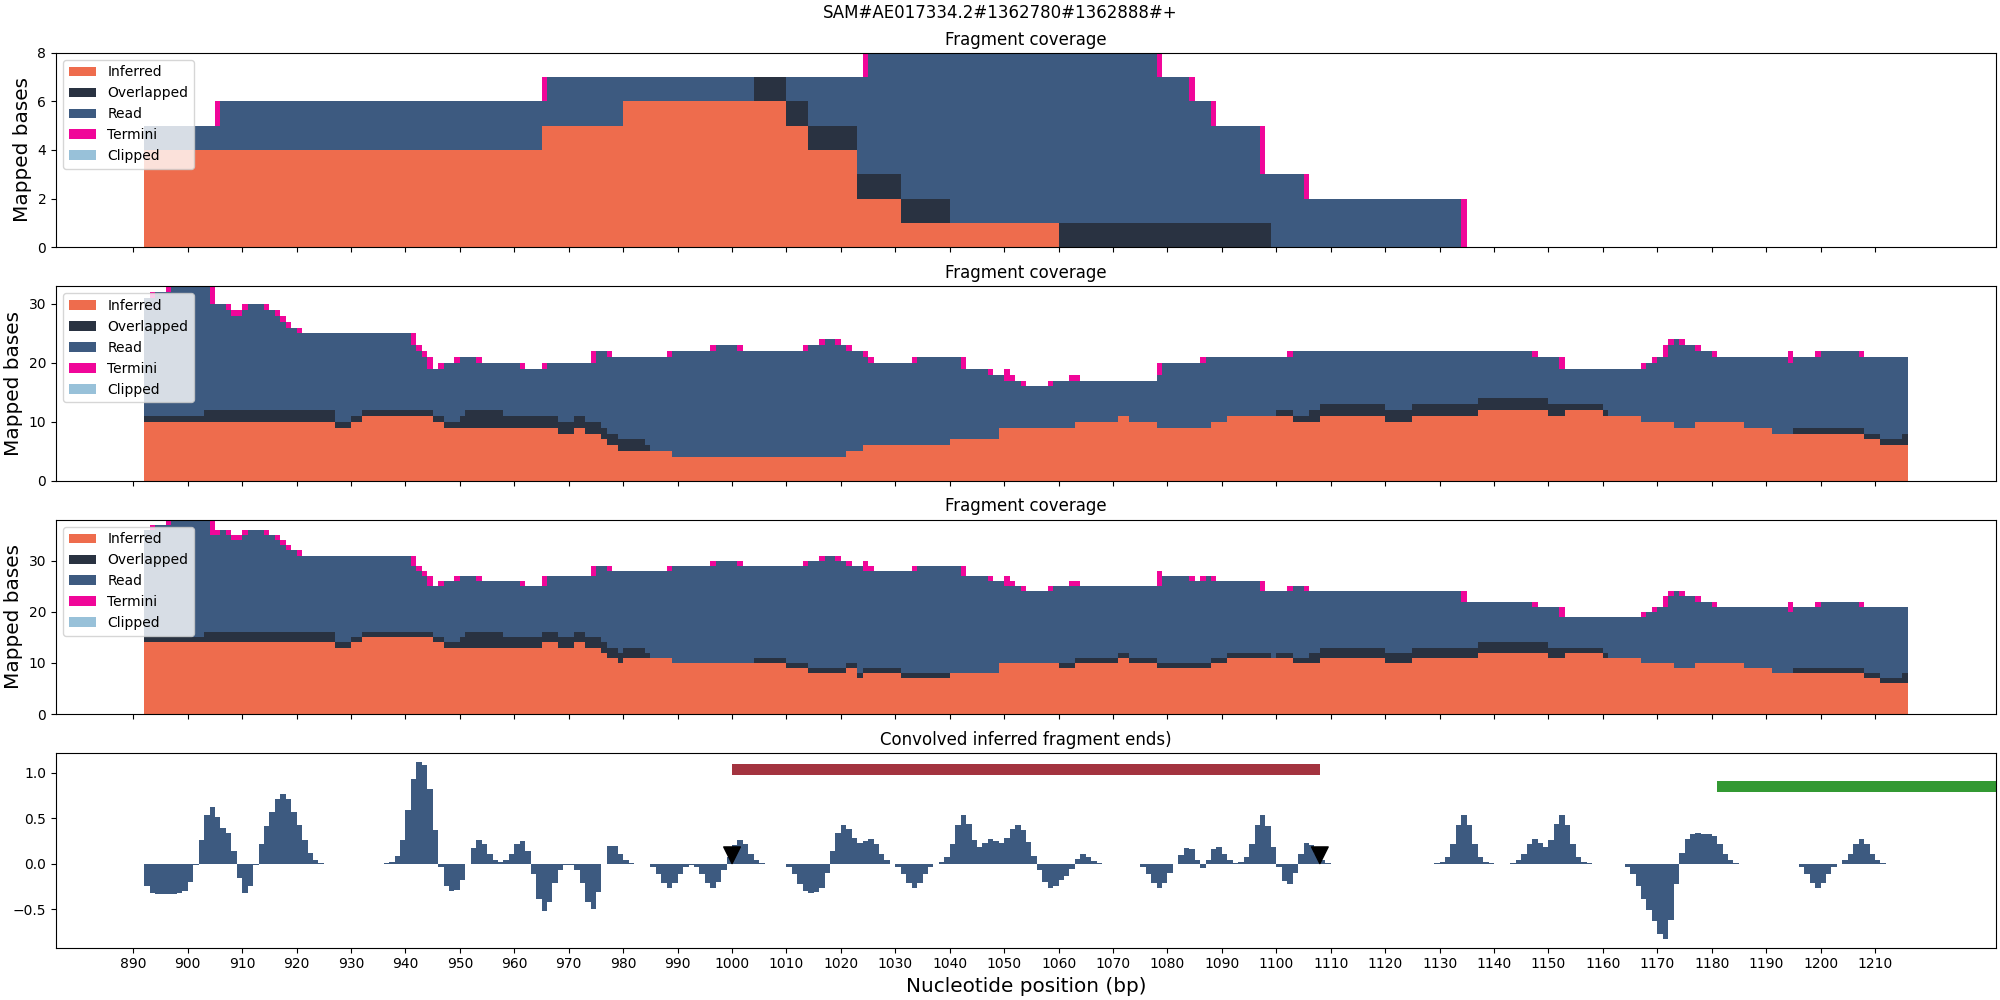 SAM#AE017334.2#1362780#1362888#+
Fragment coverage
Mapped bases
8
6
4
2
0
Inferred
Overlapped
Read
Termini
Clipped
Fragment coverage
Mapped bases
30
20
10
0
Inferred
Overlapped
Read
Termini
Clipped
Fragment coverage
Mapped bases
30
20
10
0
Inferred
Overlapped
Read
Termini
Clipped
Convolved inferred fragment ends)
1.0
0.5
0.0
−0.5
890 900 910 920 930 940 950 960 970 980 990 1000 1010 1020 1030 1040 1050 1060 1070 1080 1090 1100 1110 1120 1130 1140 1150 1160 1170 1180 1190 1200 1210
Nucleotide position (bp)